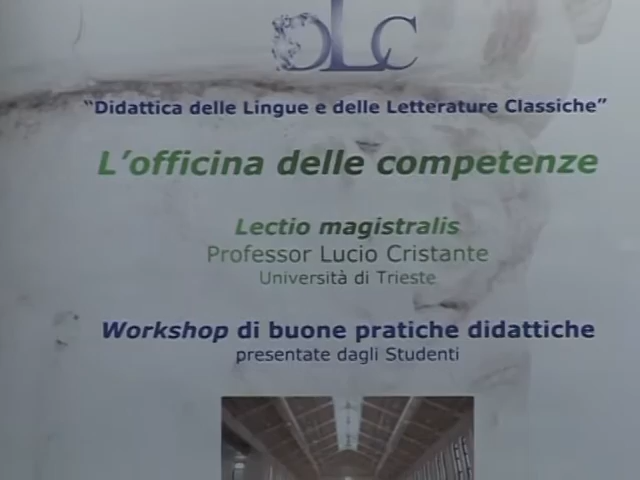 DLC
"Didattica delle Lingue e delle Letterature Classiche"
L'officina delle competenze
Lectio magistralis
Professor Lucio Cristante
Università di Trieste
Workshop di buone pratiche didattiche
presentate dagli Studenti